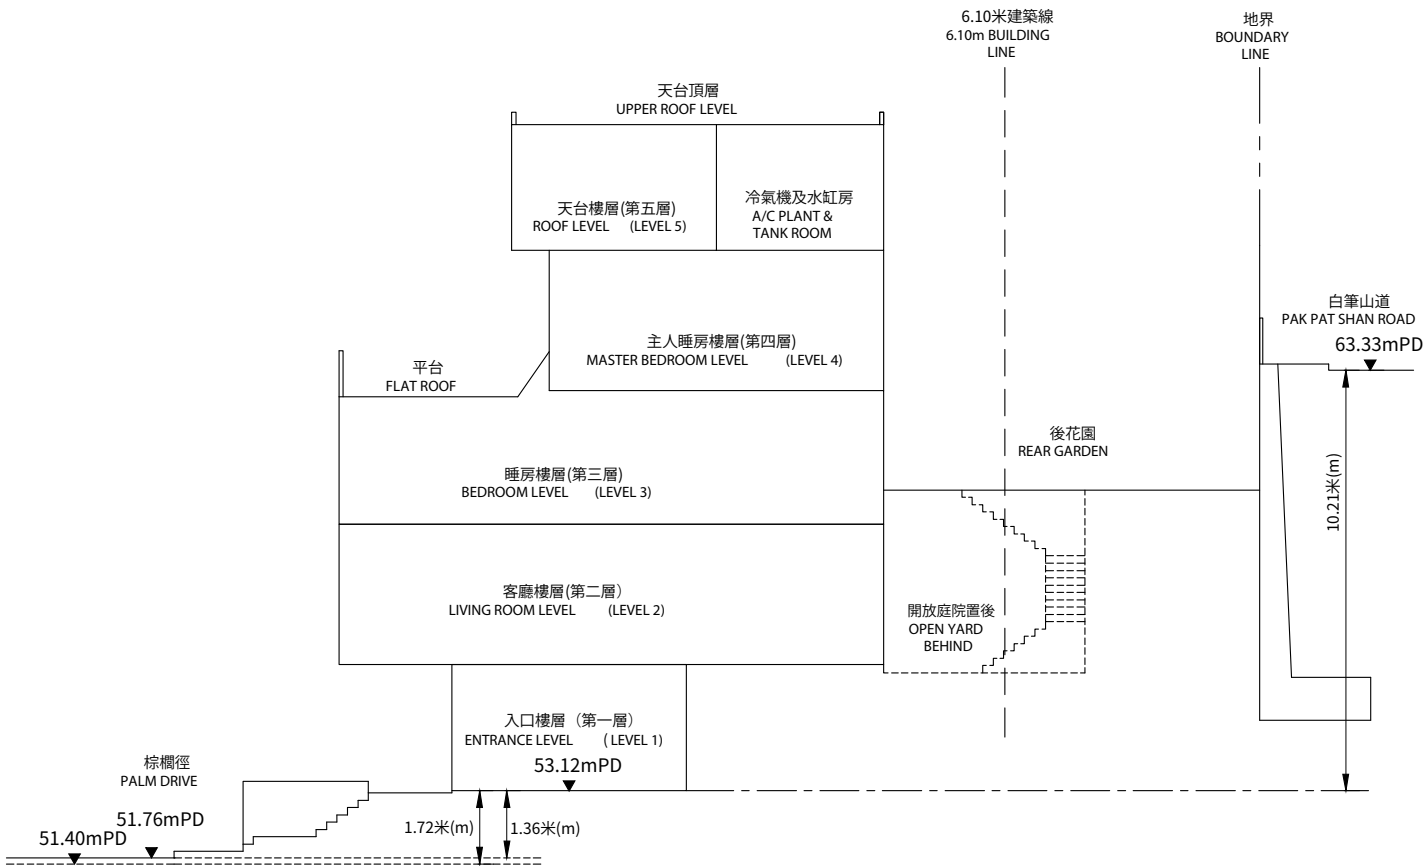 6.10米建築線
6.10m BUILDING
LINE
地界
BOUNDARY
LINE
天台頂層
UPPER ROOF LEVEL
天台樓層(第五層)
ROOF LEVEL (LEVEL 5)
冷氣機及水缸房
A/C PLANT &
TANK ROOM
白筆山道
PAK PAT SHAN ROAD
63.33mPD
主人睡房樓層(第四層)
MASTER BEDROOM LEVEL (LEVEL 4)
平台
FLAT ROOF
後花園
REAR GARDEN
睡房樓層(第三層)
BEDROOM LEVEL (LEVEL 3)
10.21米(m)
客廳樓層(第二層）
LIVING ROOM LEVEL (LEVEL 2)
開放庭院置後
OPEN YARD
BEHIND
入口樓層（第一層）
ENTRANCE LEVEL ( LEVEL 1)
53.12mPD
棕櫚徑
PALM DRIVE
51.76mPD
51.40mPD
1.72米(m)
1.36米(m)